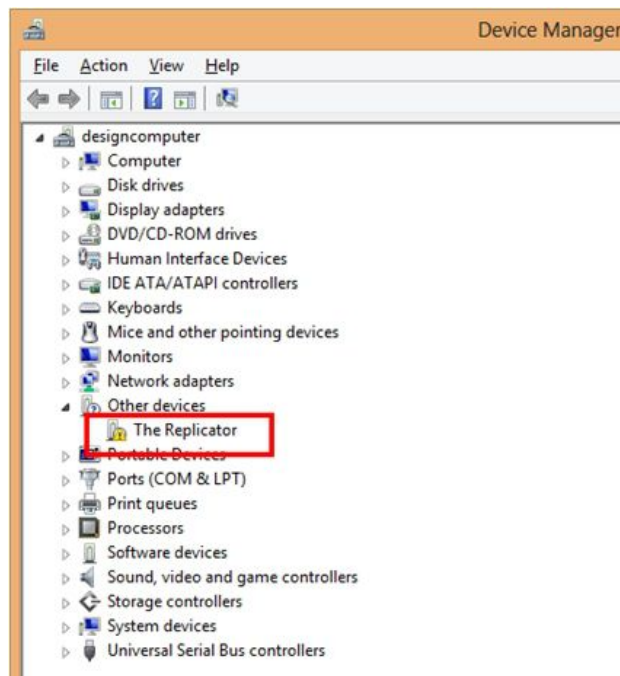 Device Manager
File Action View Help
designcomputer
Computer
Disk drives
Display adapters
DVD/CD-ROM drives
Human Interface Devices
IDE ATA/ATAPI controllers
Keyboards
Mice and other pointing devices
Monitors
Network adapters
Other devices
The Replicator
Portable Devices
Ports (COM & LPT)
Print queues
Processors
Software devices
Sound, video and game controllers
Storage controllers
System devices
Universal Serial Bus controllers